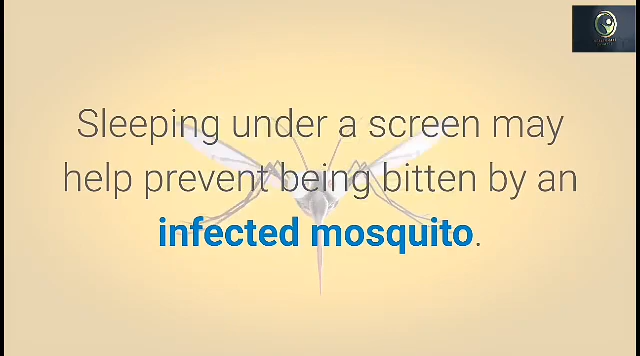 Sleeping under a screen may
help prevent being bitten by an
infected mosquito.